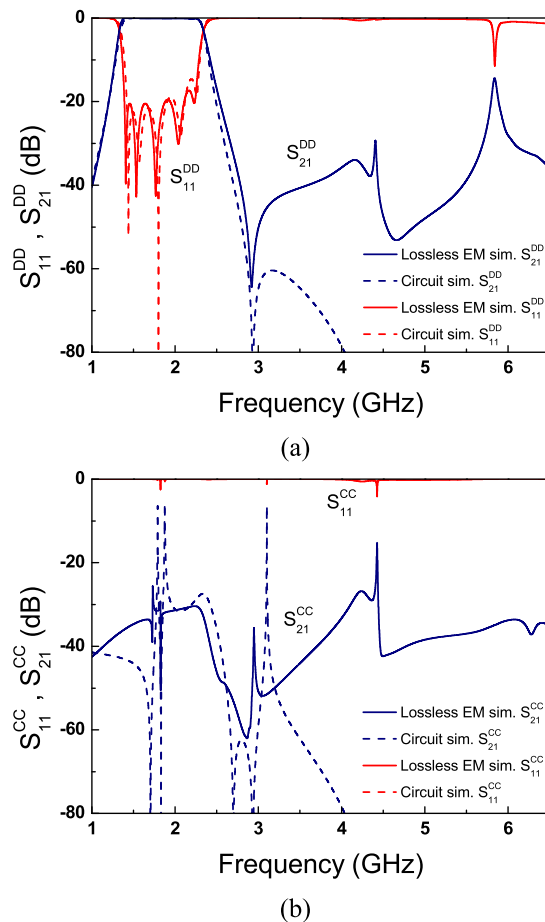 0
-20
-40
-60
-80
S₁₁ᴰᴰ , S₂₁ᴰᴰ (dB)
S₁₁ᴰᴰ
S₂₁ᴰᴰ
Lossless EM sim. S₂₁ᴰᴰ
Circuit sim. S₂₁ᴰᴰ
Lossless EM sim. S₁₁ᴰᴰ
Circuit sim. S₁₁ᴰᴰ
1 2 3 4 5 6
Frequency (GHz)
(a)
0
-20
-40
-60
-80
S₁₁ᶜᶜ , S₂₁ᶜᶜ (dB)
S₁₁ᶜᶜ
S₂₁ᶜᶜ
Lossless EM sim. S₂₁ᶜᶜ
Circuit sim. S₂₁ᶜᶜ
Lossless EM sim. S₁₁ᶜᶜ
Circuit sim. S₁₁ᶜᶜ
1 2 3 4 5 6
Frequency (GHz)
(b)